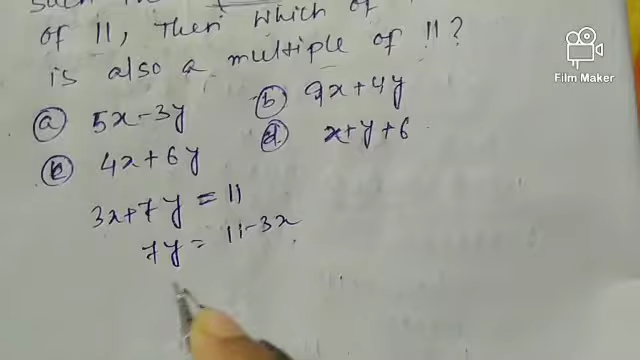 such
of 11, Then which of
is also a multiple of 11?
(a) 5x-3y (b) 9x+4y
(c) 4x+6y (d) x+y+6
3x+7y = 11
7y = 11-3x
Film Maker